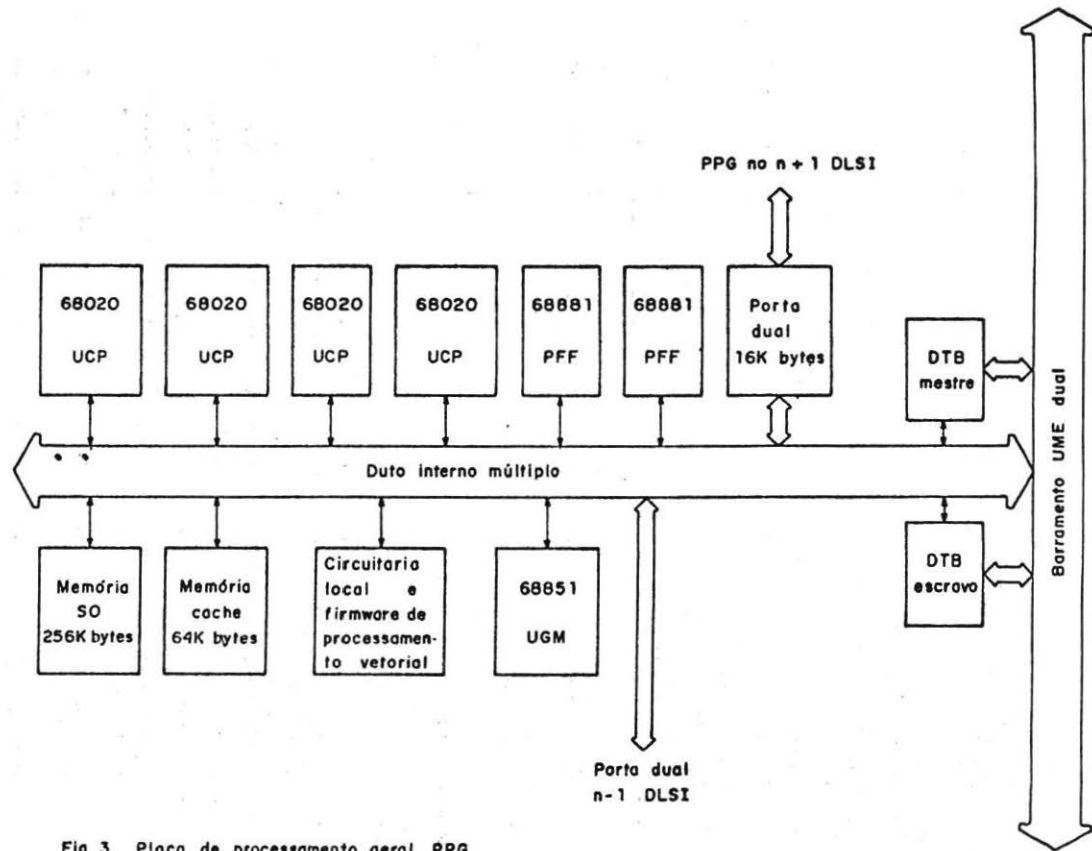 PPG no n + 1 DLSI
68020
UCP
68020
UCP
68020
UCP
68020
UCP
68881
PFF
68881
PFF
Porta
dual
16K bytes
DTB
mestre
Duto interno múltiplo
Barramento UME dual
Memória
SO
256K bytes
Memória
cache
64K bytes
Circuitaria
local e
firmware de
processamen-
to vetorial
68851
UGM
DTB
escravo
Porta dual
n-1 DLSI
Fig. 3 Placa de processamento geral PPG